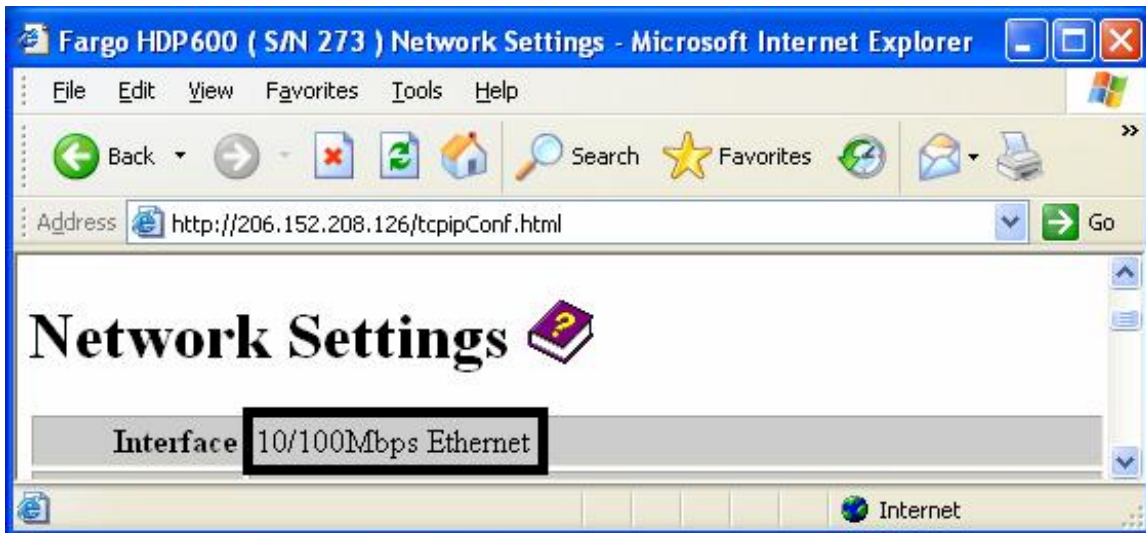 Fargo HDP600 ( S/N 273 ) Network Settings - Microsoft Internet Explorer
File Edit View Favorites Tools Help
Back Search Favorites »
Address http://206.152.208.126/tcpipConf.html Go
Network Settings ?
Interface 10/100Mbps Ethernet
Internet